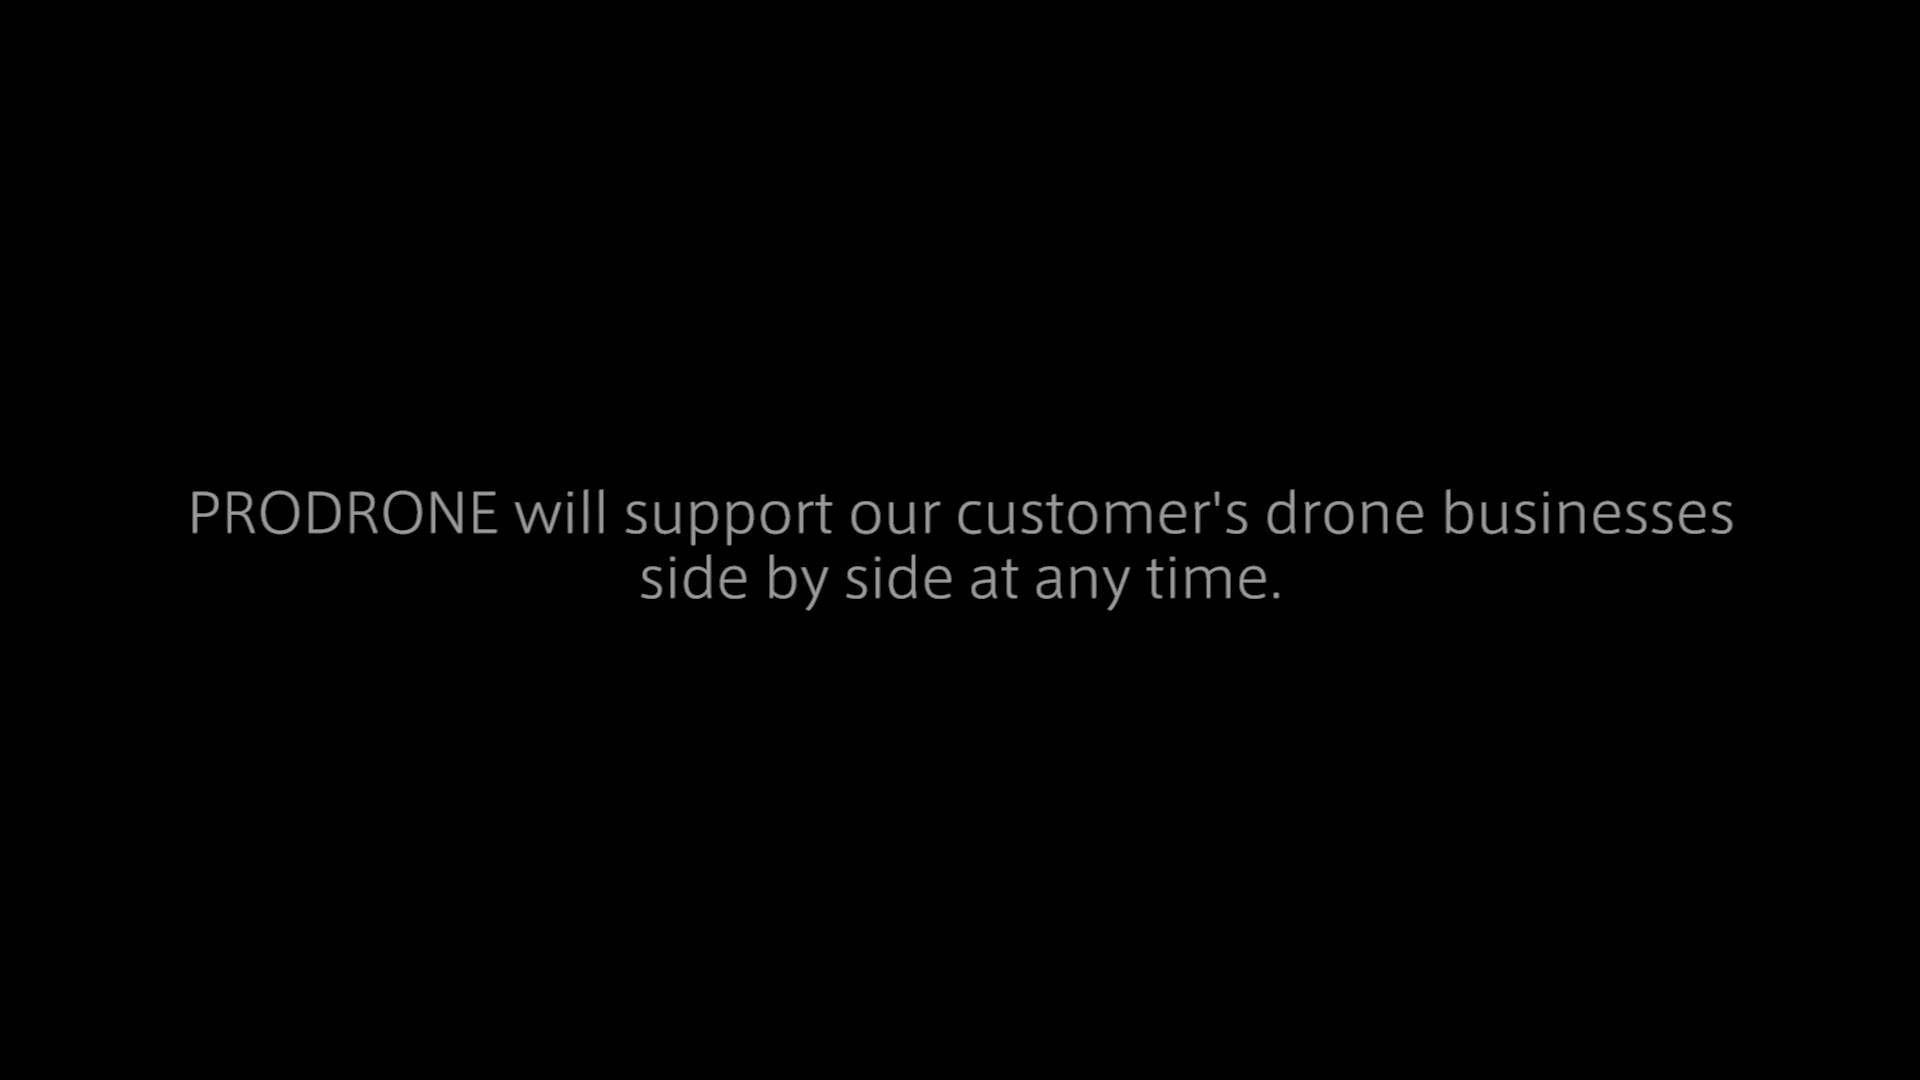 PRODRONE will support our customer's drone businesses
side by side at any time.